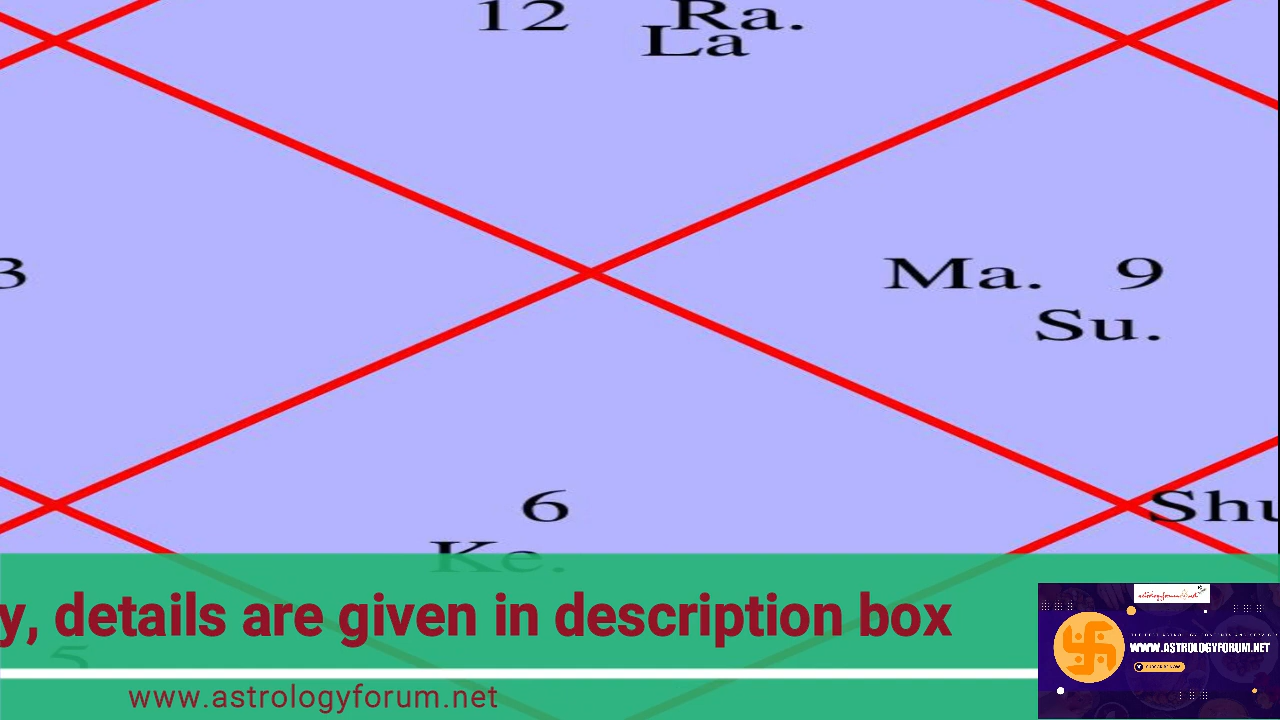 12 Ra.
La
3
Ma. 9
Su.
6
Shu
Ke.
y, details are given in description box
5
www.astrologyforum.net
WWW.ASTROLOGYFORUM.NET